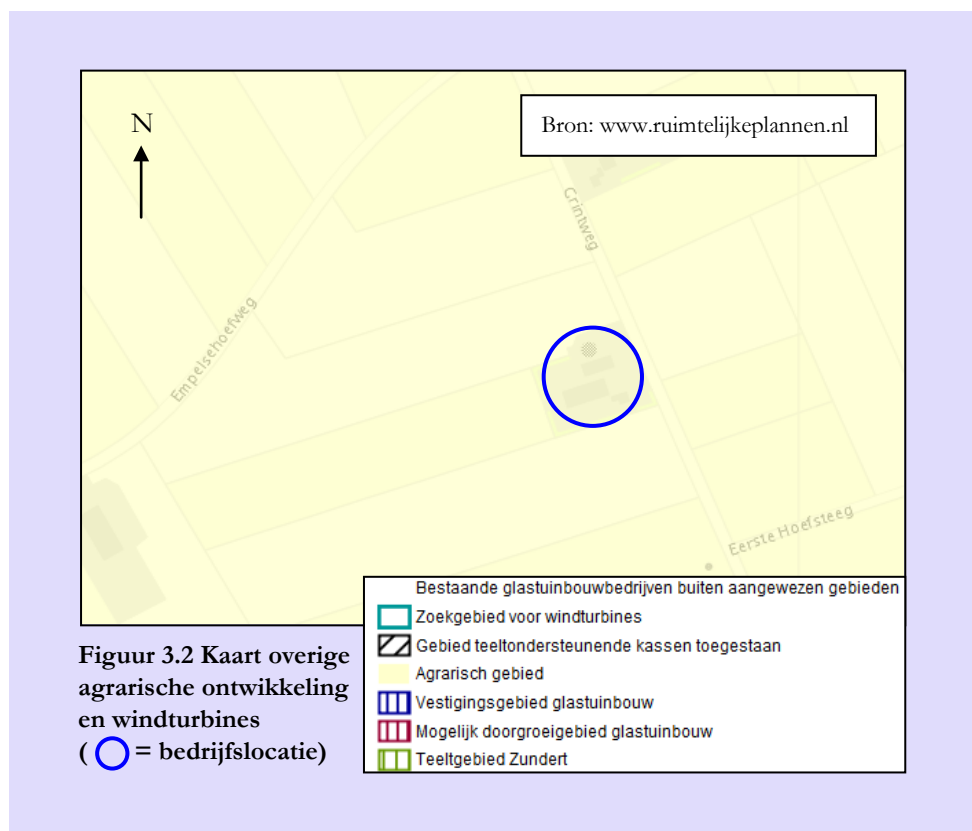 N
Bron: www.ruimtelijkeplannen.nl
Crintweg
Empelsehoefweg
Eerste Hoefsteeg
Bestaande glastuinbouwbedrijven buiten aangewezen gebieden
Zoekgebied voor windturbines
Gebied teeltondersteunende kassen toegestaan
Agrarisch gebied
Vestigingsgebied glastuinbouw
Mogelijk doorgroeigebied glastuinbouw
Teeltgebied Zundert
Figuur 3.2 Kaart overige
agrarische ontwikkeling
en windturbines
( = bedrijfslocatie)